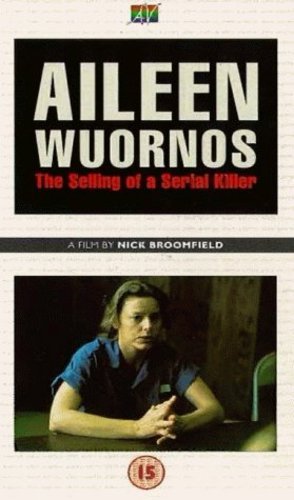 AILEEN
WUORNOS
The Selling of a Serial Killer
A FILM BY NICK BROOMFIELD
15